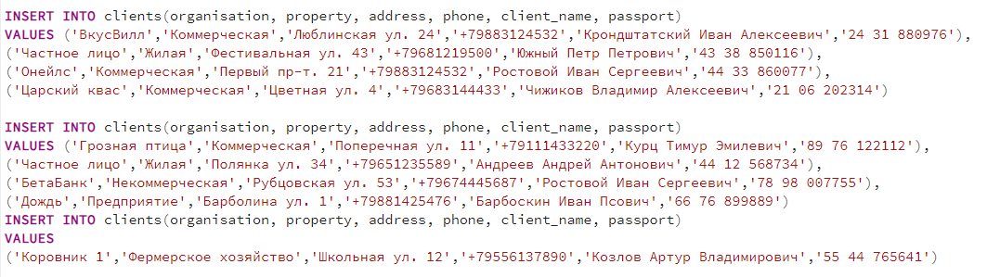 INSERT INTO clients(organisation, property, address, phone, client_name, passport)
VALUES ('ВкусВилл','Коммерческая','Люблинская ул. 24','+79883124532','Крондштатский Иван Алексеевич','24 31 880976'),
('Частное лицо','Жилая','Фестивальная ул. 43','+79681219500','Южный Петр Петрович','43 38 850116'),
('Онейлс','Коммерческая','Первый пр-т. 21','+79883124532','Ростовой Иван Сергеевич','44 33 860077'),
('Царский квас','Коммерческая','Цветная ул. 4','+79683144433','Чижиков Владимир Алексеевич','21 06 202314')
INSERT INTO clients(organisation, property, address, phone, client_name, passport)
VALUES ('Грозная птица','Коммерческая','Поперечная ул. 11','+79111433220','Курц Тимур Эмилевич','89 76 122112'),
('Частное лицо','Жилая','Полянка ул. 34','+79651235589','Андреев Андрей Антонович','44 12 568734'),
('БетаБанк','Некоммерческая','Рубцовская ул. 53','+79674445687','Ростовой Иван Сергеевич','78 98 007755'),
('Дождь','Предприятие','Барболина ул. 1','+79881425476','Барбоскин Иван Псович','66 76 899889')
INSERT INTO clients(organisation, property, address, phone, client_name, passport)
VALUES
('Коровник 1','Фермерское хозяйство','Школьная ул. 12','+79556137890','Козлов Артур Владимирович','55 44 765641')